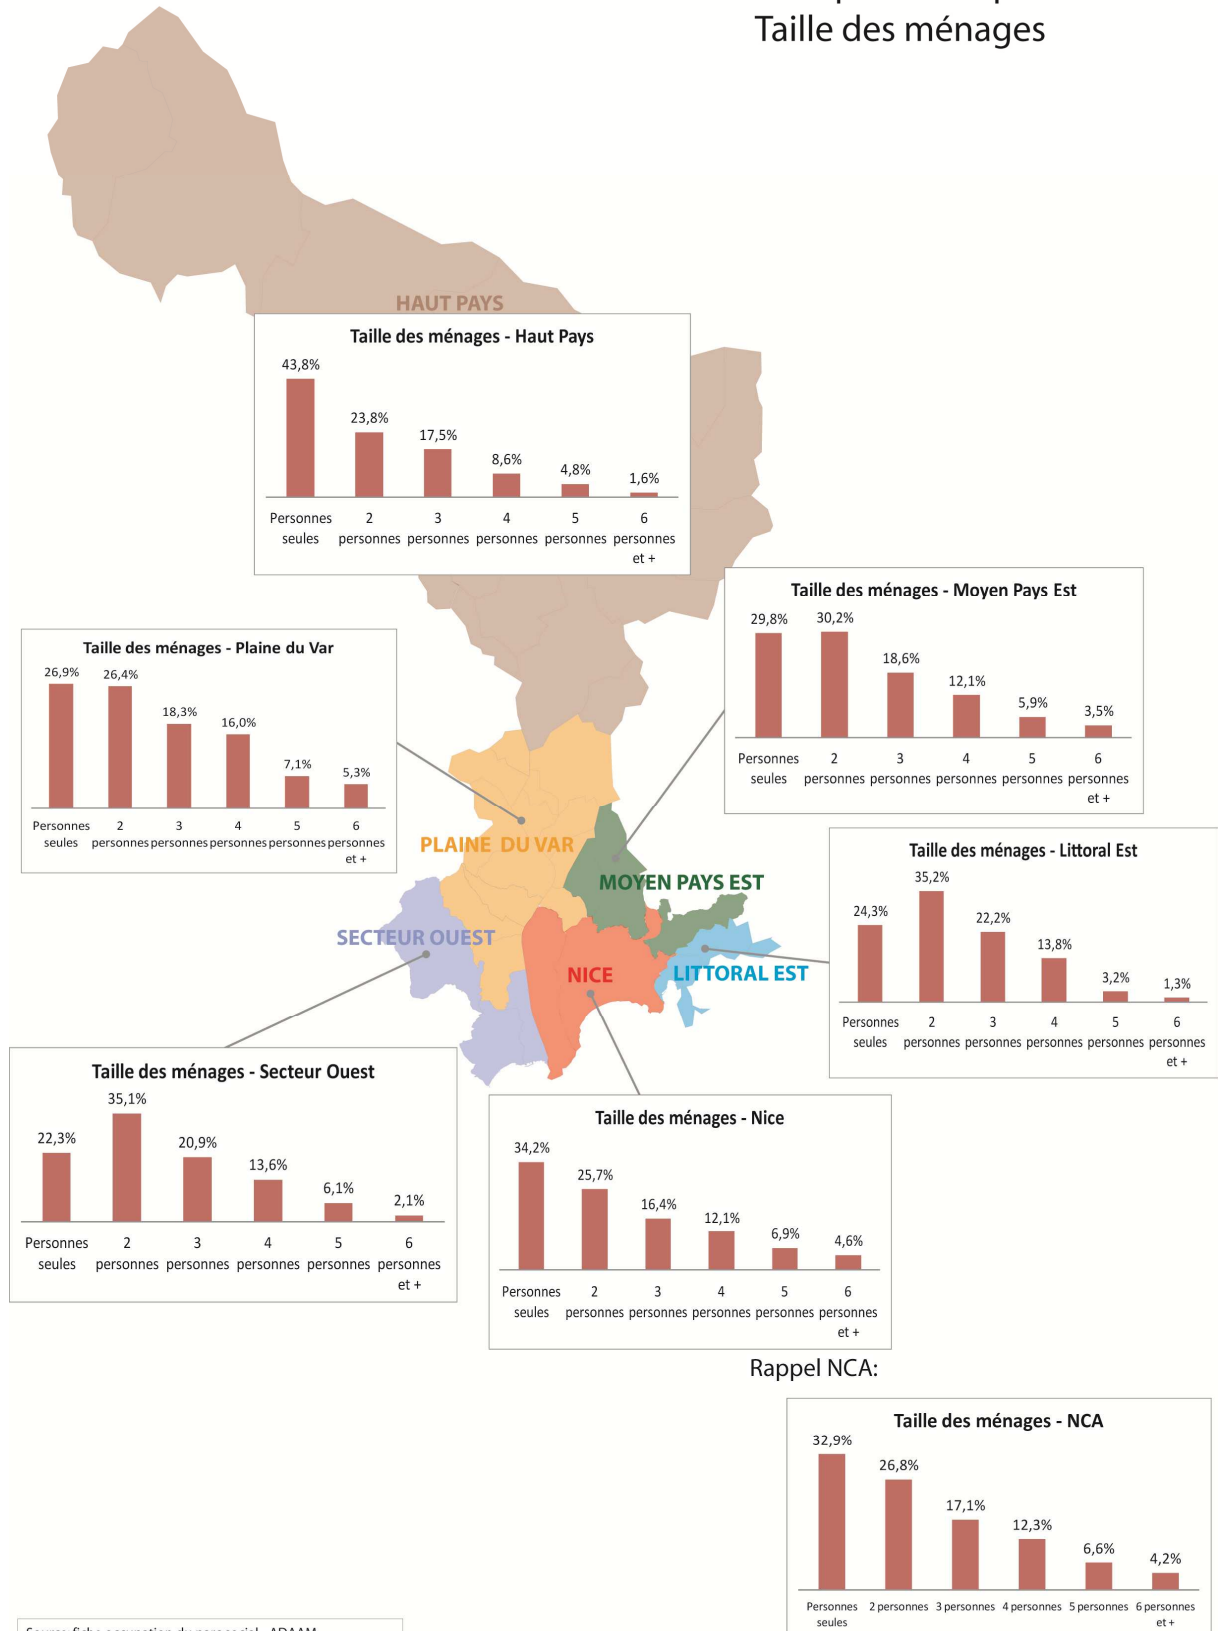 Taille des ménages
HAUT PAYS
Taille des ménages - Haut Pays
43,8%
23,8%
17,5%
8,6%
4,8%
1,6%
Personnes 2 3 4 5 6
seules personnes personnes personnes personnes personnes
et +
Taille des ménages - Moyen Pays Est
29,8%
30,2%
18,6%
12,1%
5,9%
3,5%
Personnes 2 3 4 5 6
seules personnes personnes personnes personnes personnes
et +
Taille des ménages - Plaine du Var
26,9%
26,4%
18,3%
16,0%
7,1%
5,3%
Personnes 2 3 4 5 6
seules personnes personnes personnes personnes personnes
et +
PLAINE DU VAR
MOYEN PAYS EST
SECTEUR OUEST
NICE
LITTORAL EST
Taille des ménages - Littoral Est
24,3%
35,2%
22,2%
13,8%
3,2%
1,3%
Personnes 2 3 4 5 6
seules personnes personnes personnes personnes personnes
et +
Taille des ménages - Secteur Ouest
22,3%
35,1%
20,9%
13,6%
6,1%
2,1%
Personnes 2 3 4 5 6
seules personnes personnes personnes personnes personnes
et +
Taille des ménages - Nice
34,2%
25,7%
16,4%
12,1%
6,9%
4,6%
Personnes 2 3 4 5 6
seules personnes personnes personnes personnes personnes
et +
Rappel NCA:
Taille des ménages - NCA
32,9%
26,8%
17,1%
12,3%
6,6%
4,2%
Personnes 2 personnes 3 personnes 4 personnes 5 personnes 6 personnes
seules et +